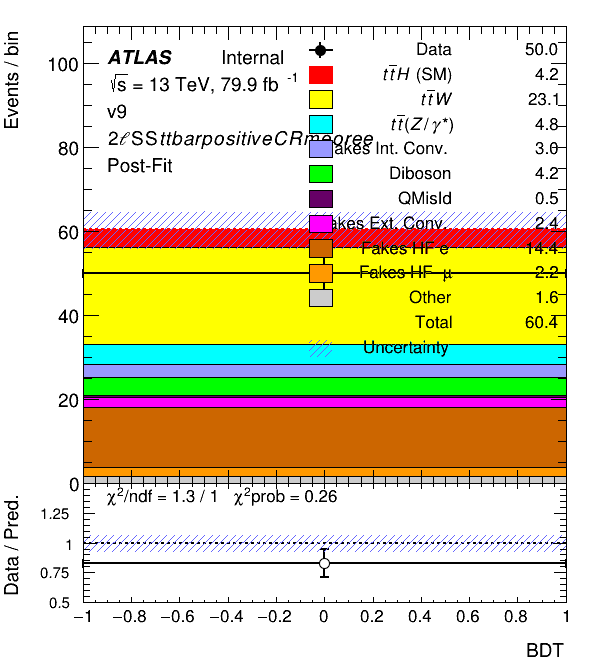 Events / bin
100
80
60
40
20
0
ATLAS Internal
√s = 13 TeV, 79.9 fb⁻¹
v9
2ℓSSttbarpositiveCRmeoree
Post-Fit
Data 50.0
tt̄H (SM) 4.2
tt̄W 23.1
tt̄(Z/γ*) 4.8
Fakes Int. Conv. 3.0
Diboson 4.2
QMisId 0.5
Fakes Ext. Conv. 2.4
Fakes HF e 14.4
Fakes HF μ 2.2
Other 1.6
Total 60.4
Uncertainty
Data / Pred.
χ²/ndf = 1.3 / 1 χ²prob = 0.26
1.25
1
0.75
0.5
−1 −0.8 −0.6 −0.4 −0.2 0 0.2 0.4 0.6 0.8 1
BDT